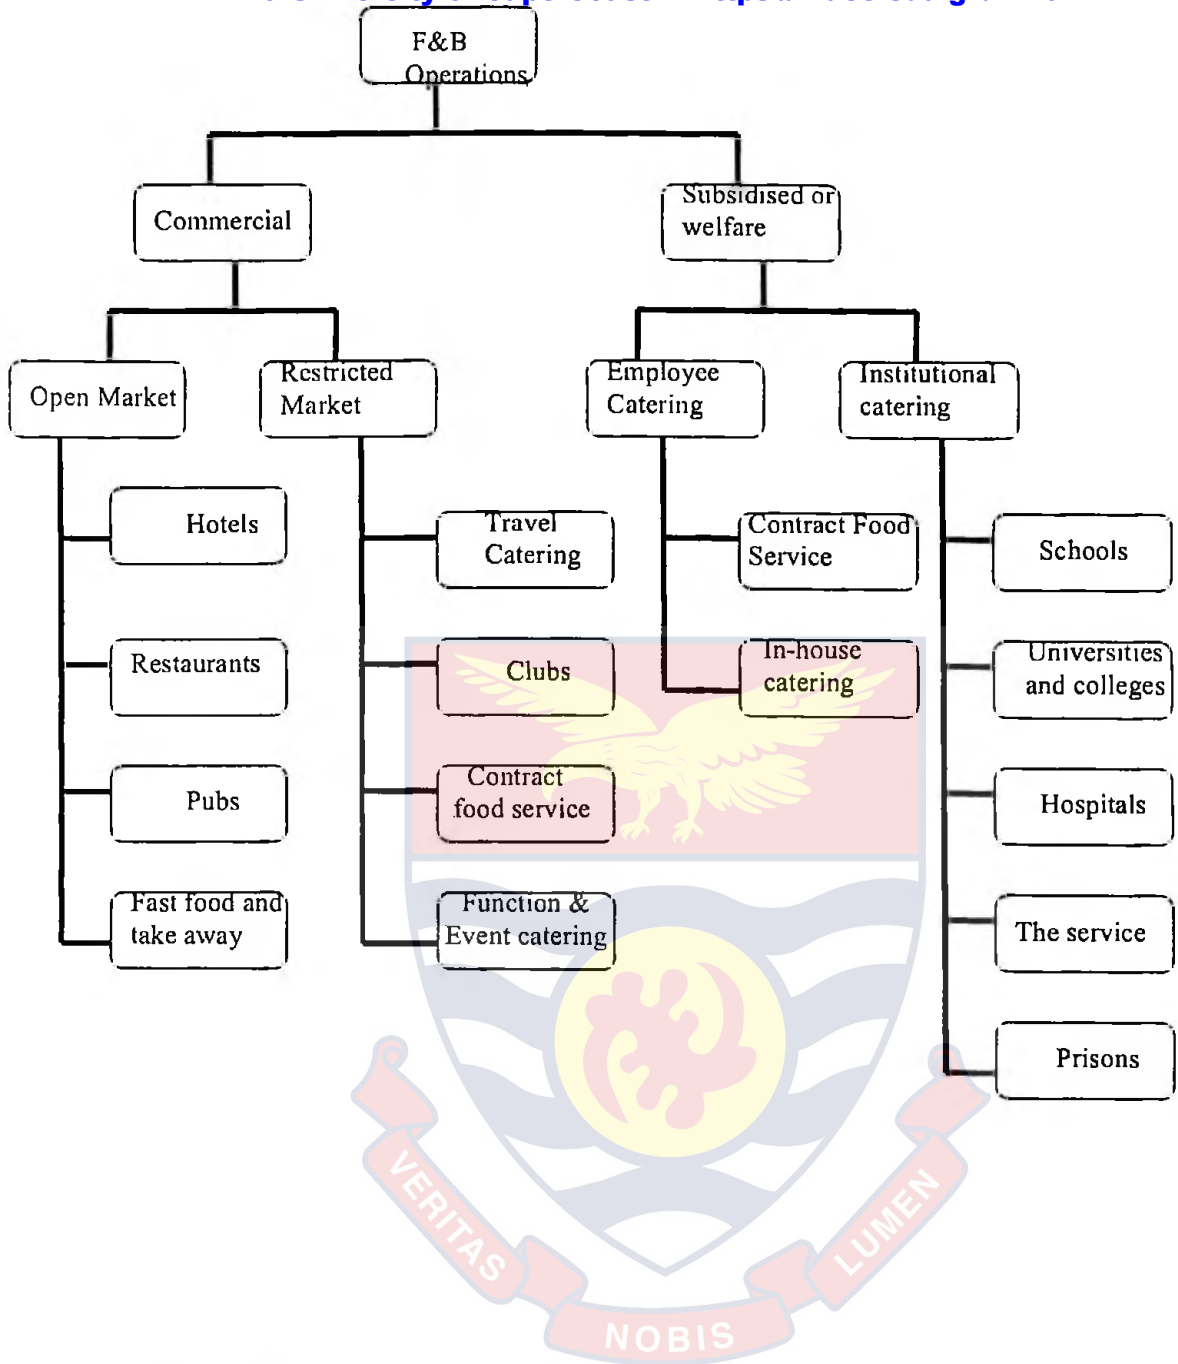 F&B
Operations
Commercial
Subsidised or
welfare
Open Market
Restricted
Market
Employee
Catering
Institutional
catering
Hotels
Restaurants
Pubs
Fast food and
take away
Travel
Catering
Clubs
Contract
food service
Function &
Event catering
Contract Food
Service
In-house
catering
Schools
Universities
and colleges
Hospitals
The service
Prisons
VERITAS
NOBIS
LUMEN